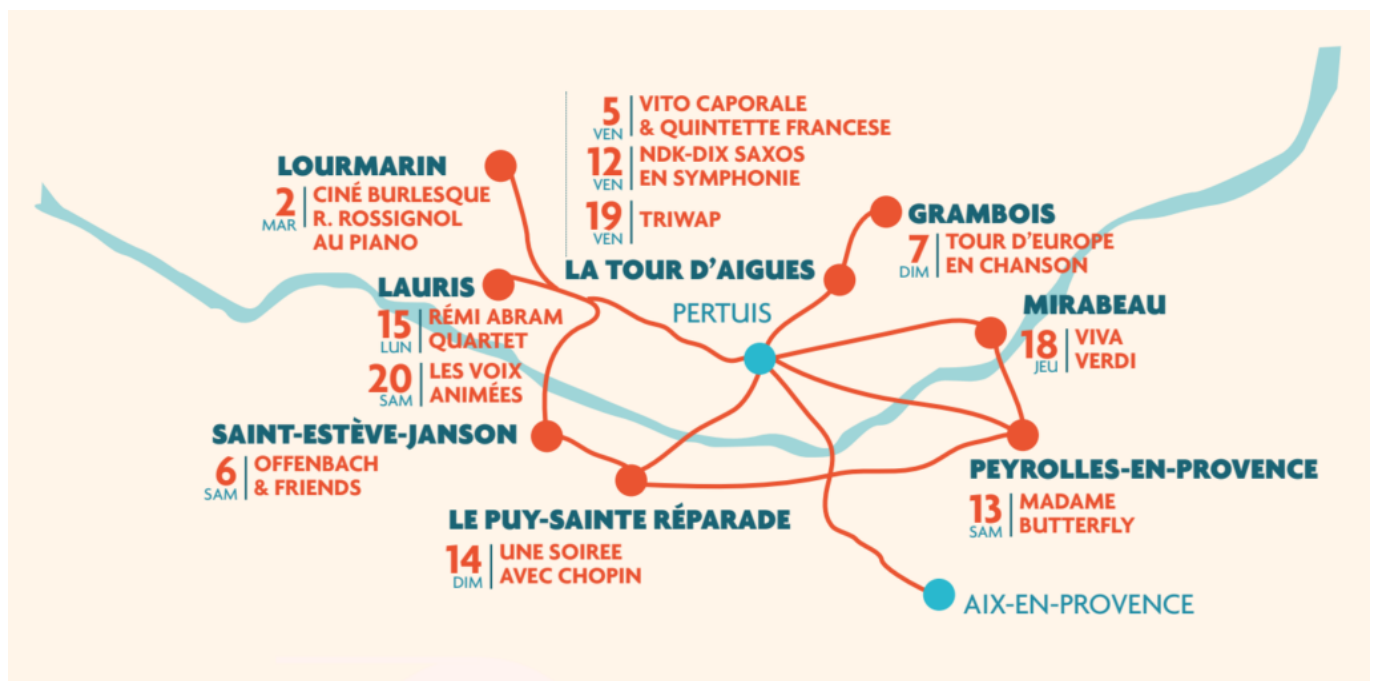 LOURMARIN
2
MAR
CINÉ BURLESQUE
R. ROSSIGNOL
AU PIANO
5
VEN
VITO CAPORALE
& QUINTETTE FRANCESE
12
VEN
NDK-DIX SAXOS
EN SYMPHONIE
19
VEN
TRIWAP
LA TOUR D'AIGUES
GRAMBOIS
7
DIM
TOUR D'EUROPE
EN CHANSON
LAURIS
15
LUN
RÉMI ABRAM
QUARTET
20
SAM
LES VOIX
ANIMÉES
PERTUIS
MIRABEAU
18
JEU
VIVA
VERDI
SAINT-ESTÈVE-JANSON
6
SAM
OFFENBACH
& FRIENDS
LE PUY-SAINTE RÉPARADE
14
DIM
UNE SOIREE
AVEC CHOPIN
PEYROLLES-EN-PROVENCE
13
SAM
MADAME
BUTTERFLY
AIX-EN-PROVENCE